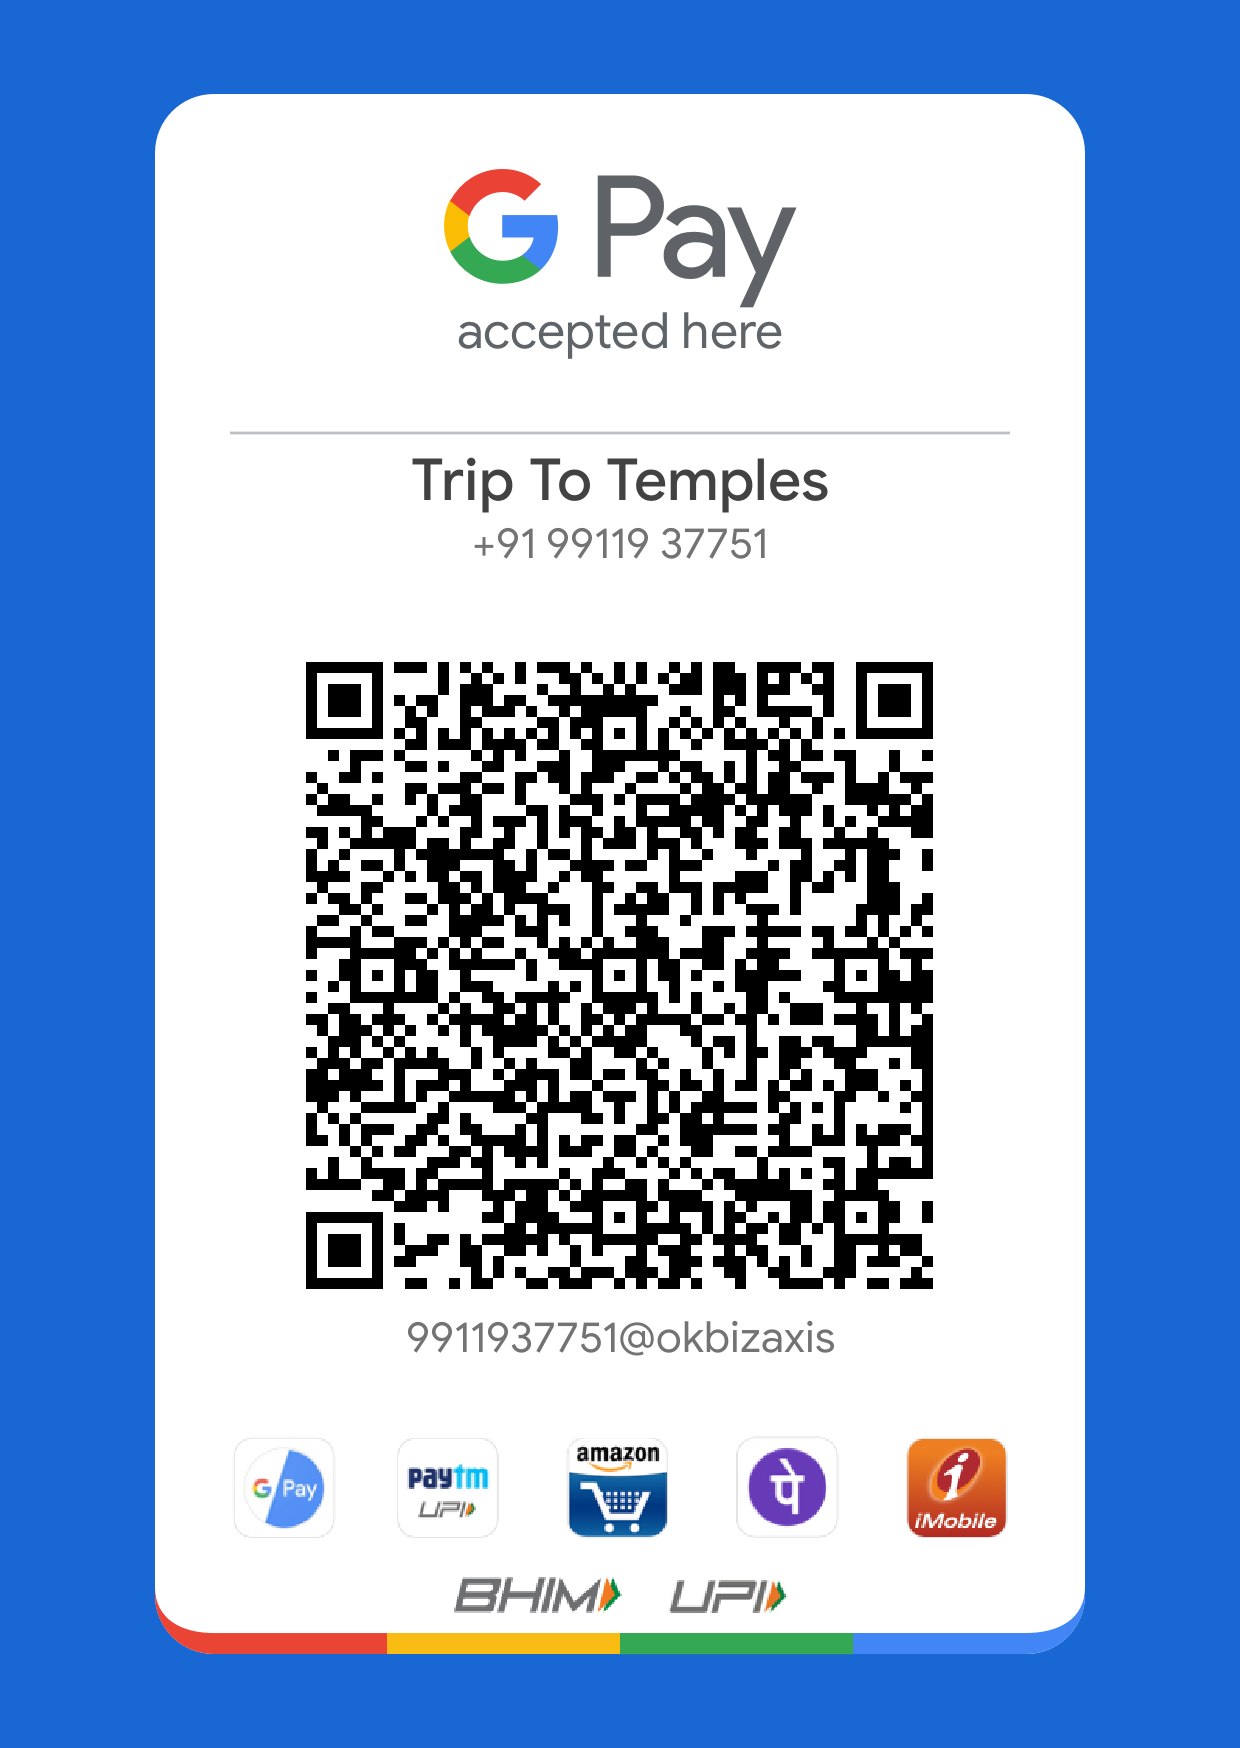 G Pay
accepted here
Trip To Temples
+91 99119 37751
9911937751@okbizaxis
G Pay
paytm
UPI
amazon
पे
i
iMobile
BHIM UPI